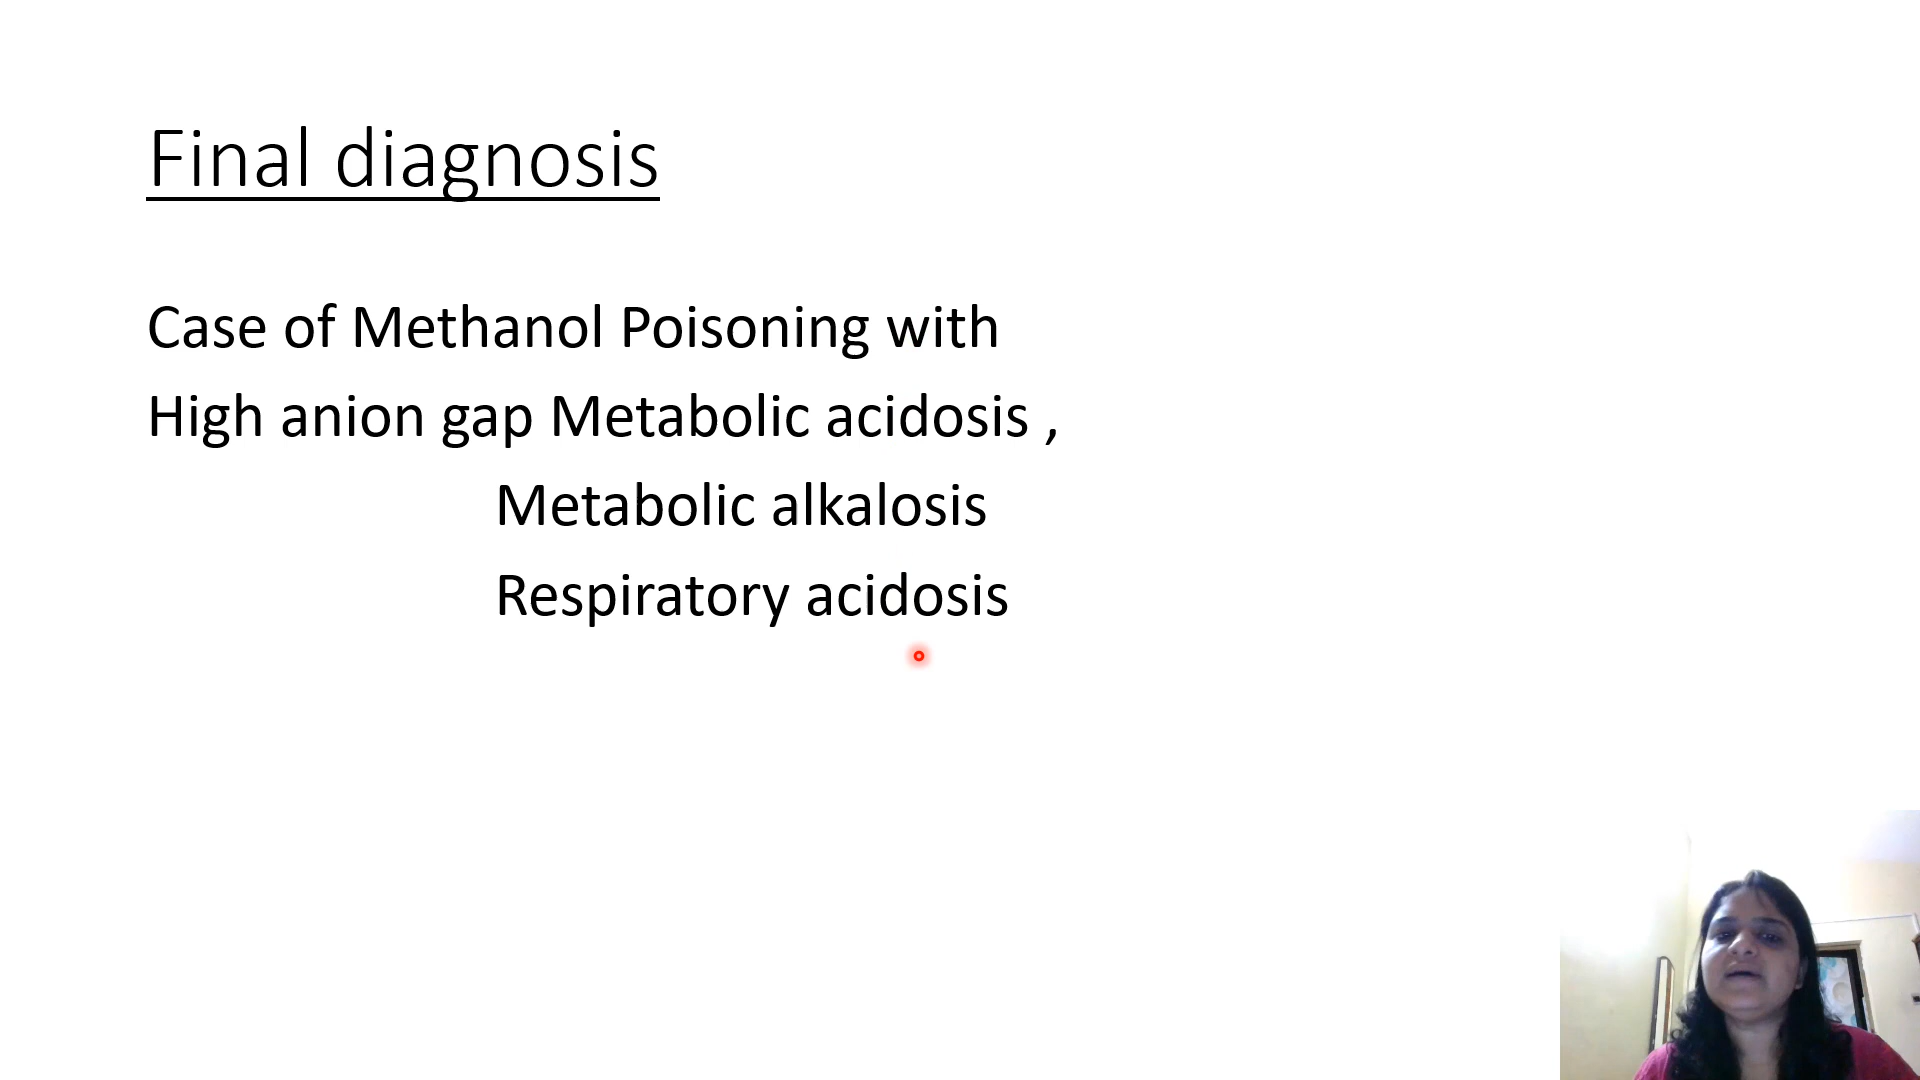 Final diagnosis
Case of Methanol Poisoning with
High anion gap Metabolic acidosis ,
Metabolic alkalosis
Respiratory acidosis